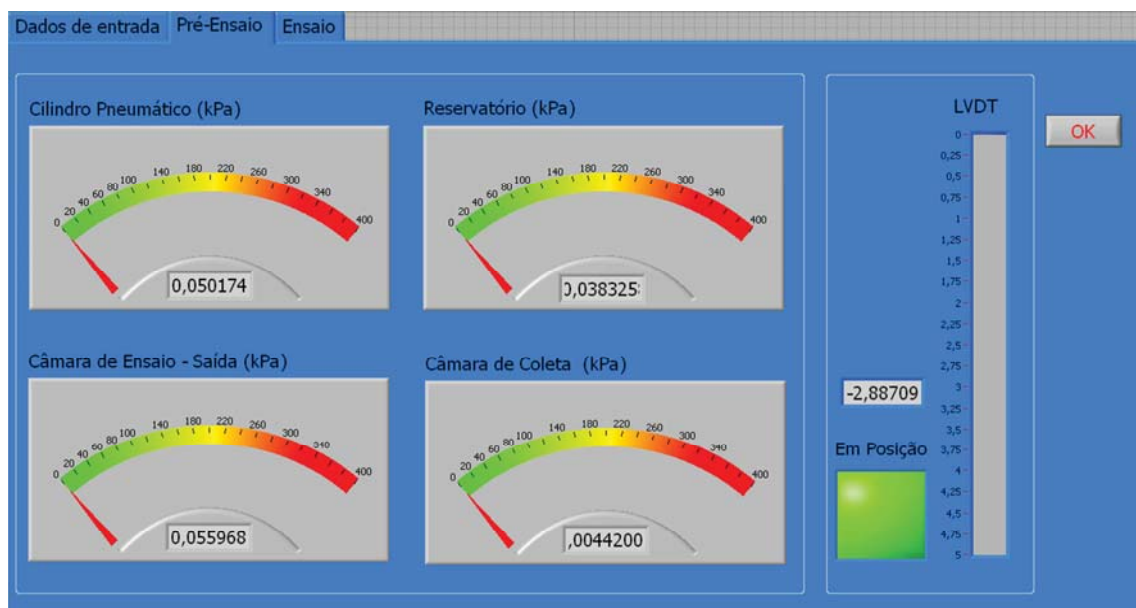 Dados de entrada Pré-Ensaio Ensaio
Cilindro Pneumático (kPa)
0 20 40 60 80 100 140 180 220 260 300 340 400
0,050174
Reservatório (kPa)
0 20 40 60 80 100 140 180 220 260 300 340 400
0,038325
Câmara de Ensaio - Saída (kPa)
0 20 40 60 80 100 140 180 220 260 300 340 400
0,055968
Câmara de Coleta (kPa)
0 20 40 60 80 100 140 180 220 260 300 340 400
,0044200
LVDT
0
0,25
0,5
0,75
1
1,25
1,5
1,75
2
2,25
2,5
2,75
3
3,25
3,5
3,75
4
4,25
4,5
4,75
5
-2,88709
Em Posição
OK